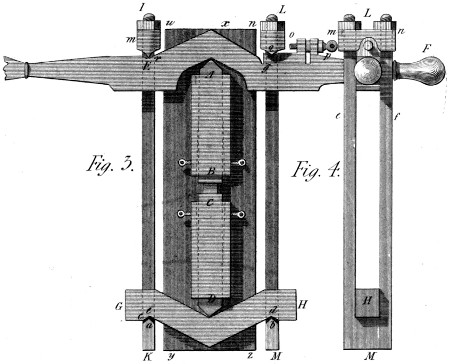 I w x L
L
m n o m n
E r e d p F
A
e f
Fig. 3. Fig. 4.
B
C
D
G e d H H
c a b
K y z M M